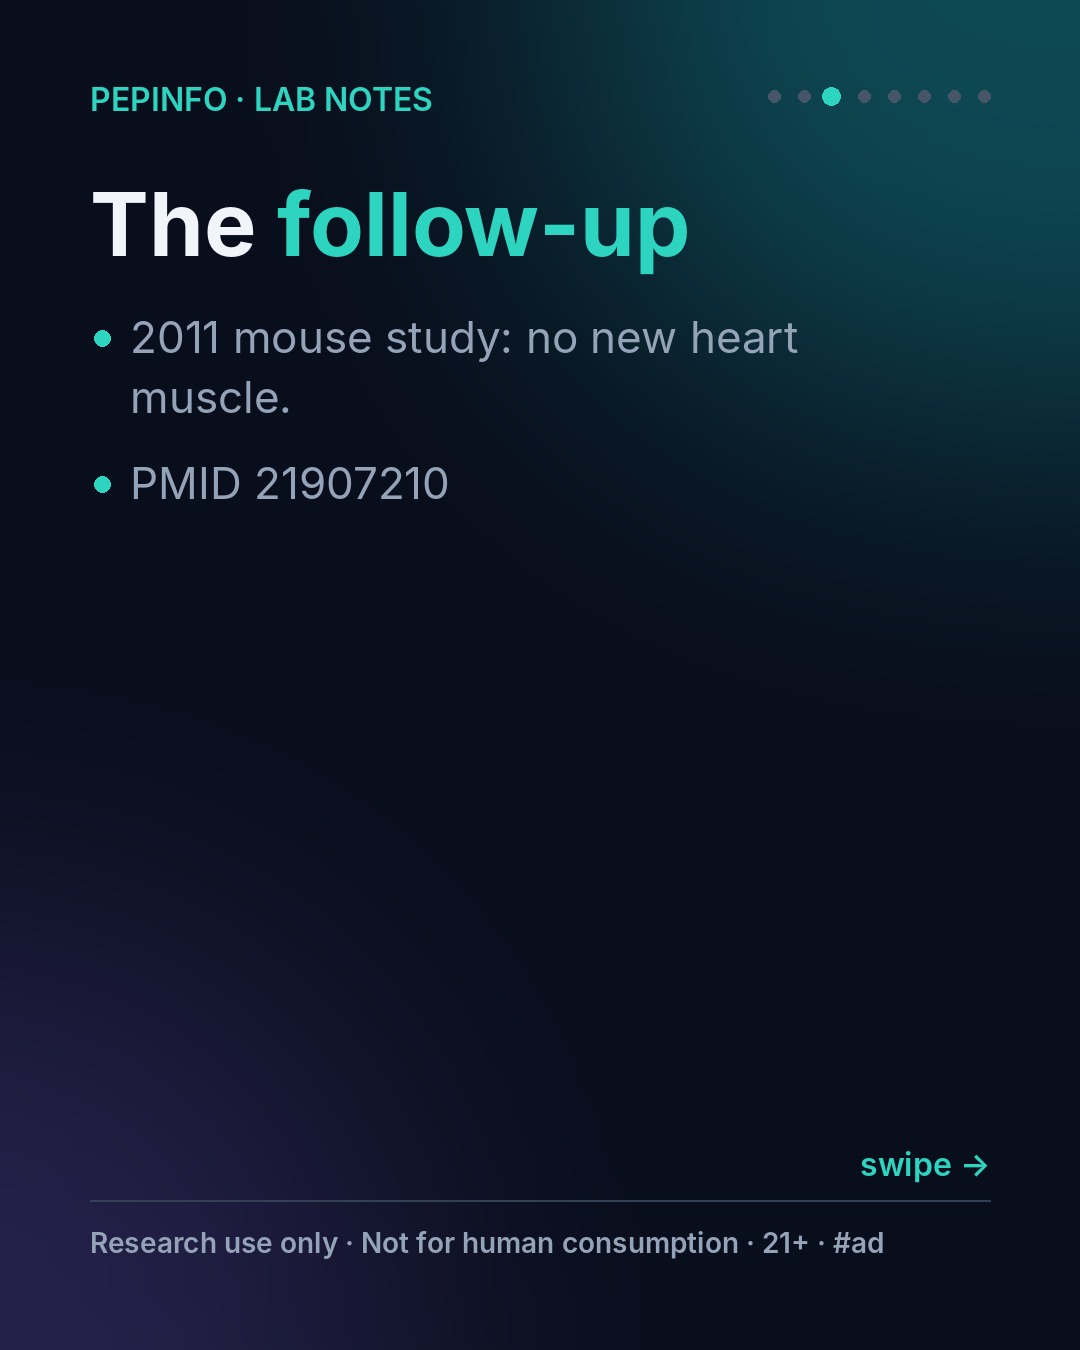 PEPINFO · LAB NOTES
The follow-up
2011 mouse study: no new heart
muscle.
PMID 21907210
swipe →
Research use only · Not for human consumption · 21+ · #ad